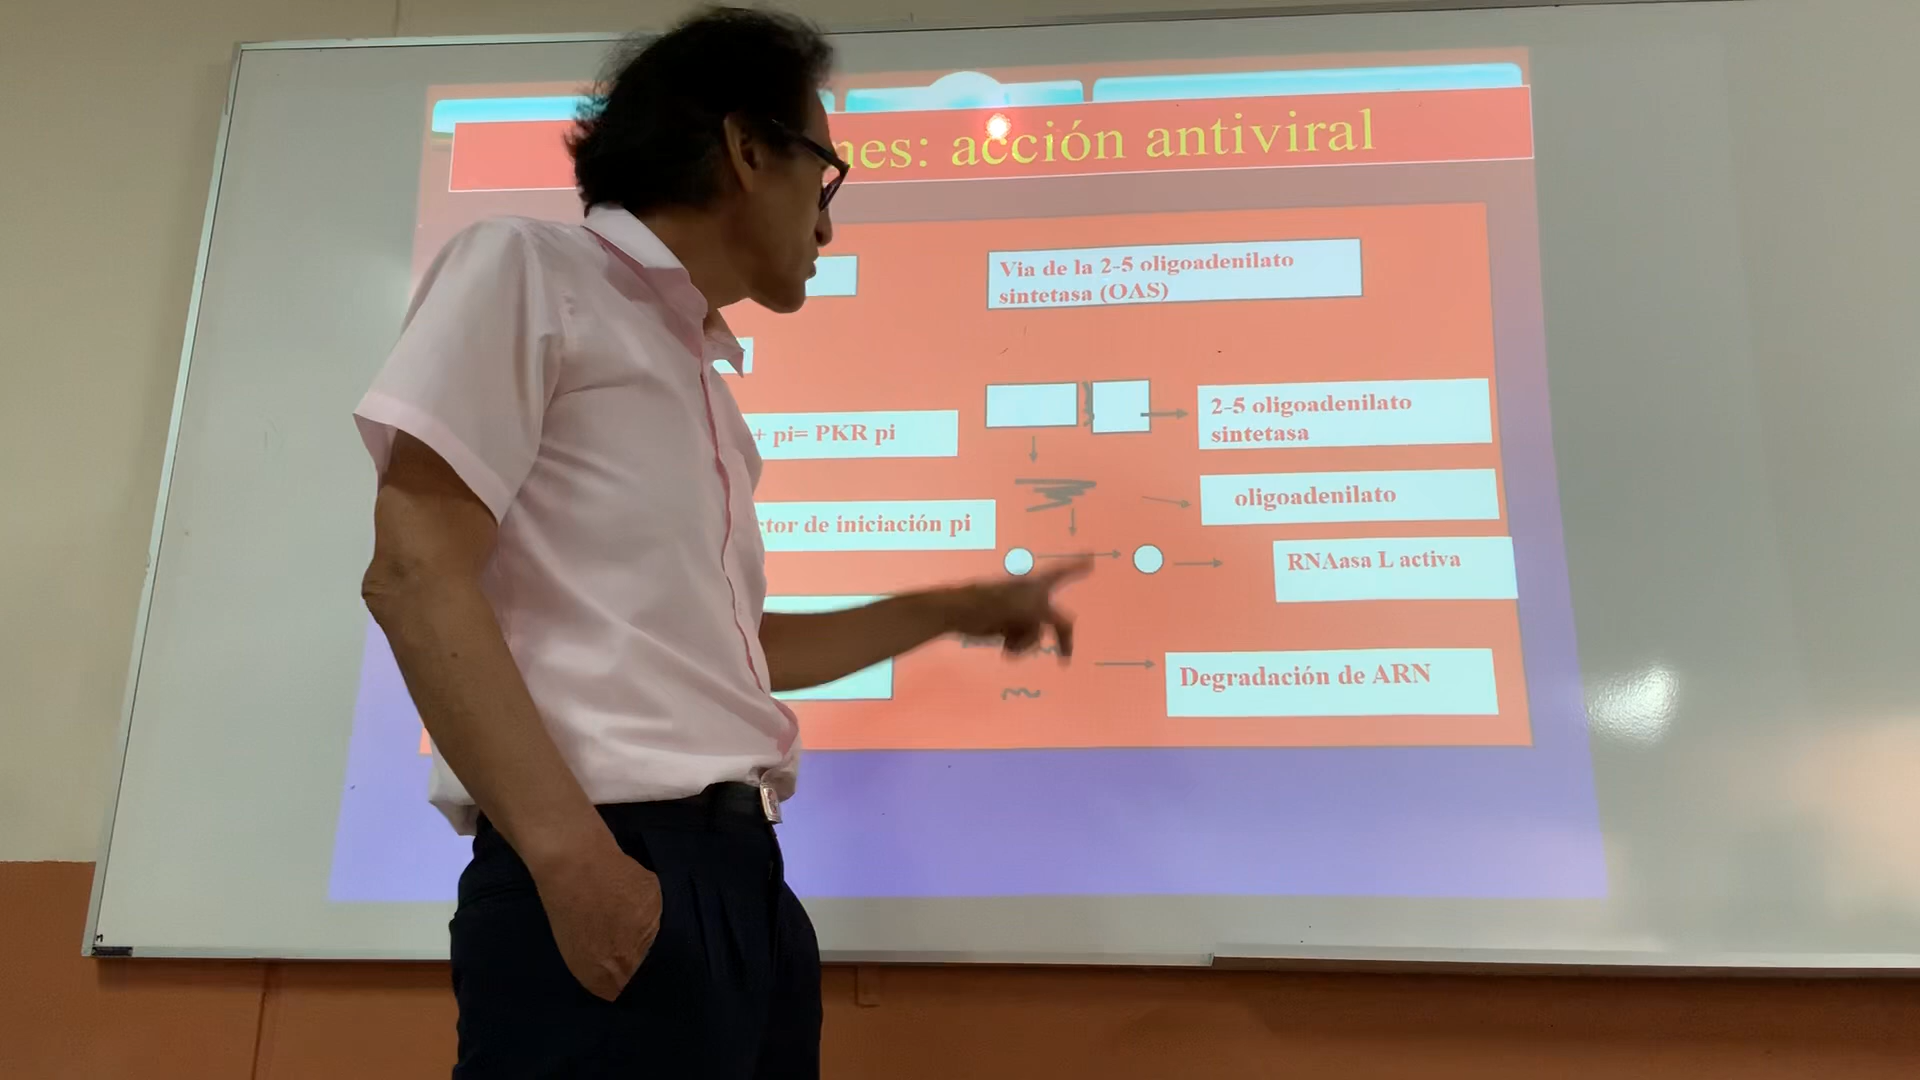 nes: acción antiviral
Via de la 2-5 oligoadenilato
sintetasa (OAS)
+ pi= PKR pi
2-5 oligoadenilato
sintetasa
tor de iniciación pi
oligoadenilato
RNAasa L activa
Degradación de ARN